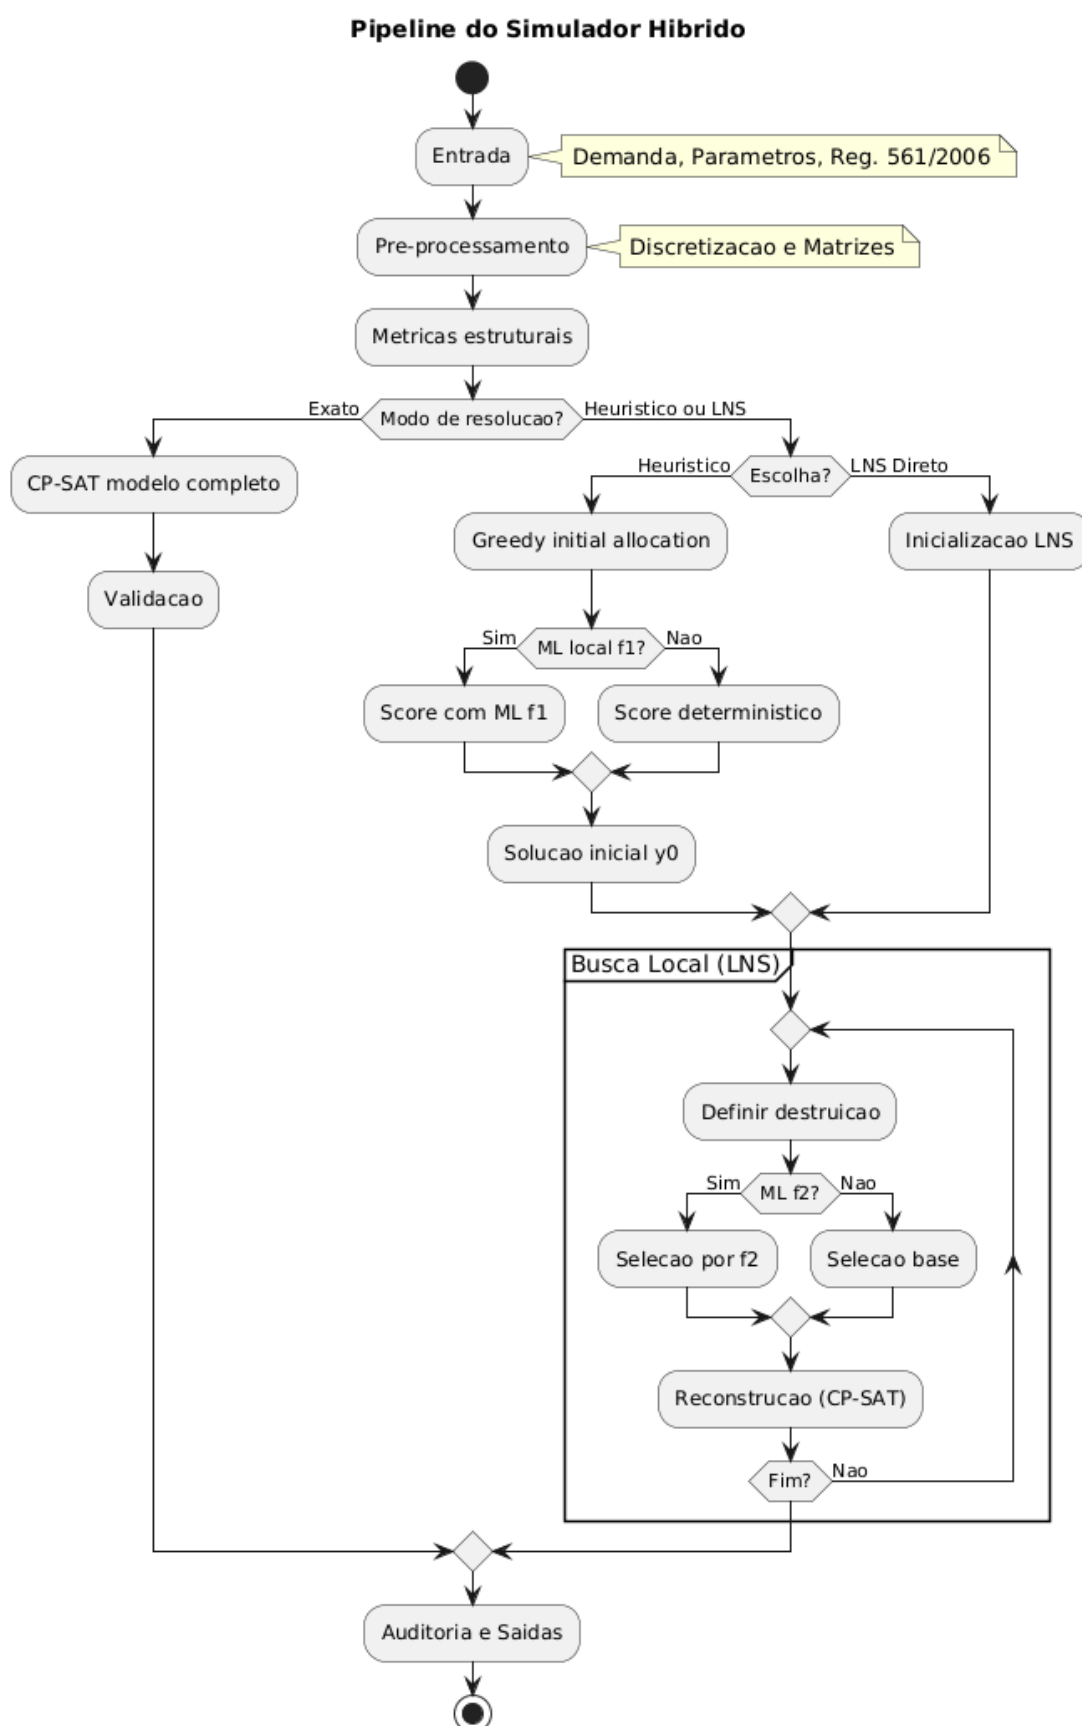 Pipeline do Simulador Hibrido
Entrada
Demanda, Parametros, Reg. 561/2006
Pre-processamento
Discretizacao e Matrizes
Metricas estruturais
Modo de resolucao?
Exato
Heuristico ou LNS
CP-SAT modelo completo
Validacao
Escolha?
Heuristico
LNS Direto
Greedy initial allocation
Inicializacao LNS
ML local f1?
Sim
Nao
Score com ML f1
Score deterministico
Solucao inicial y0
Busca Local (LNS)
Definir destruicao
ML f2?
Sim
Nao
Selecao por f2
Selecao base
Reconstrucao (CP-SAT)
Fim?
Nao
Auditoria e Saidas